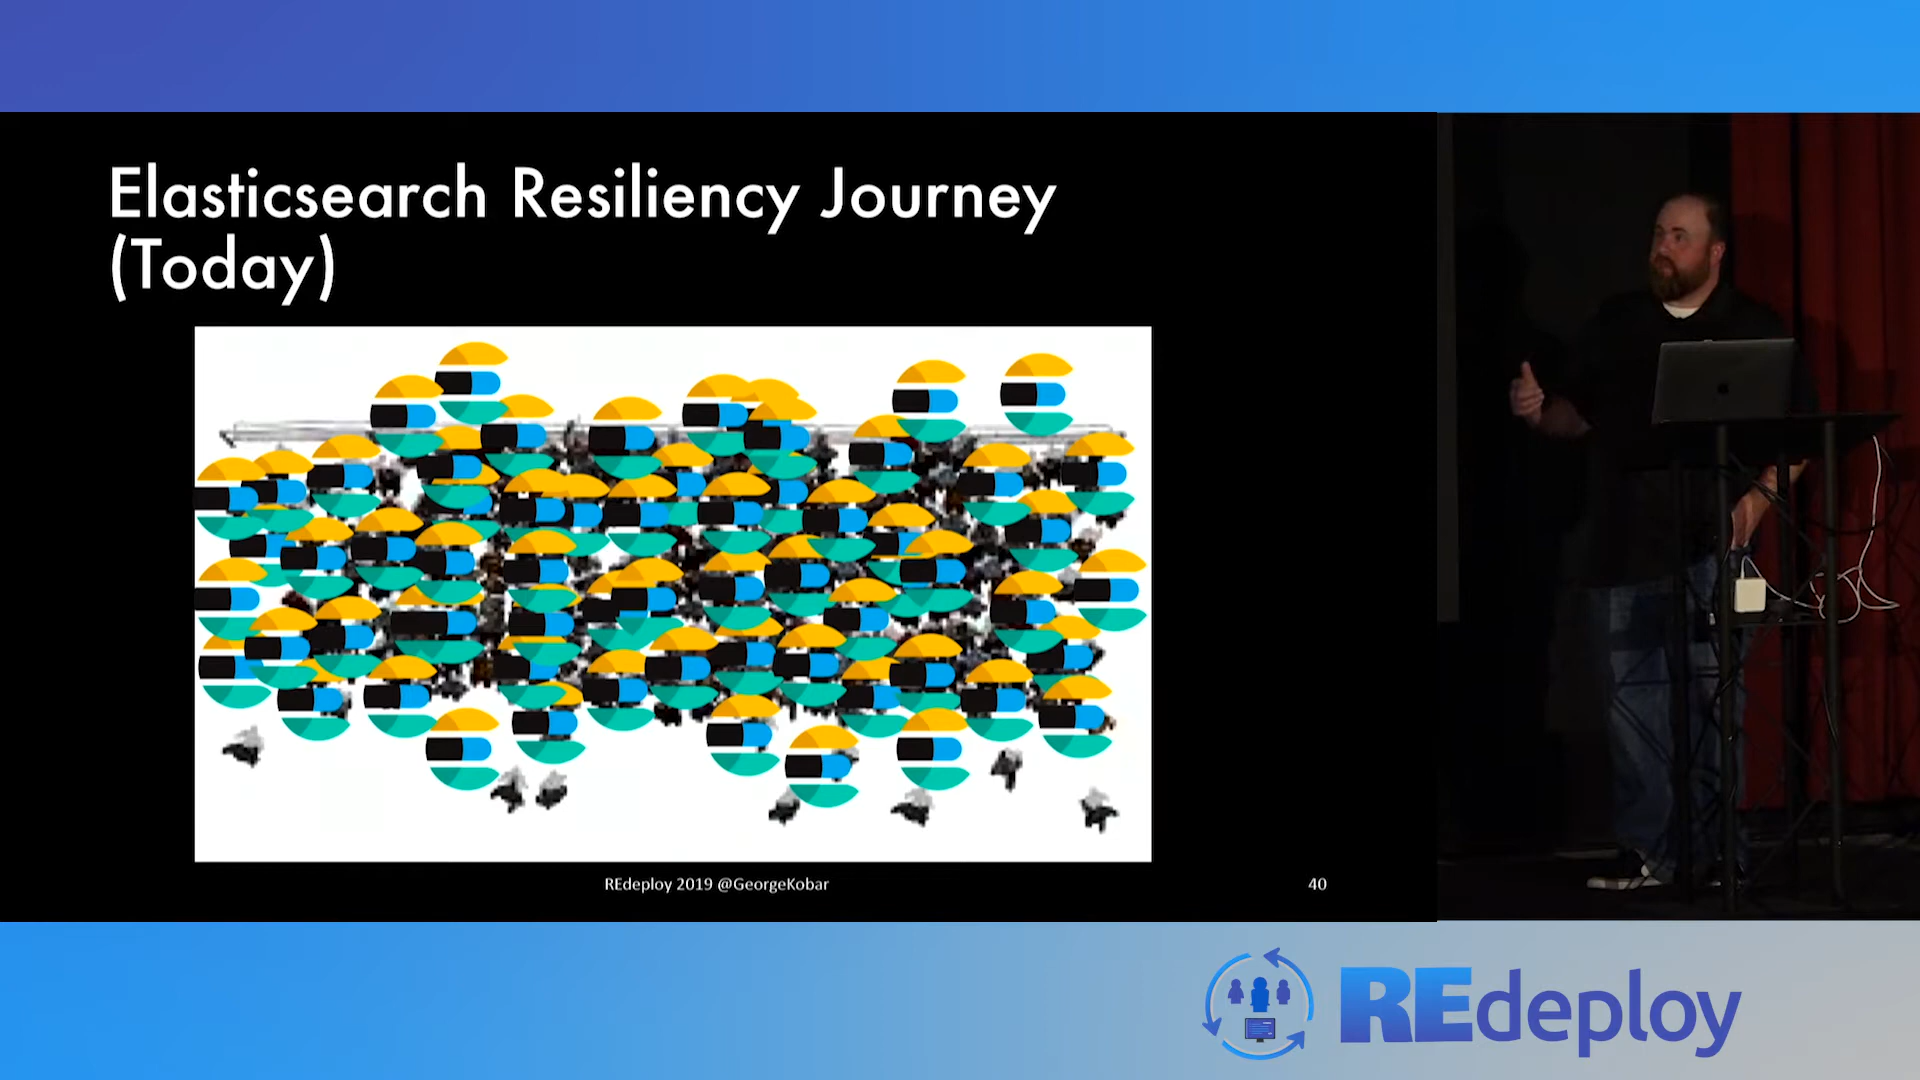 Elasticsearch Resiliency Journey
(Today)
REdeploy 2019 @GeorgeKobar
40
REdeploy